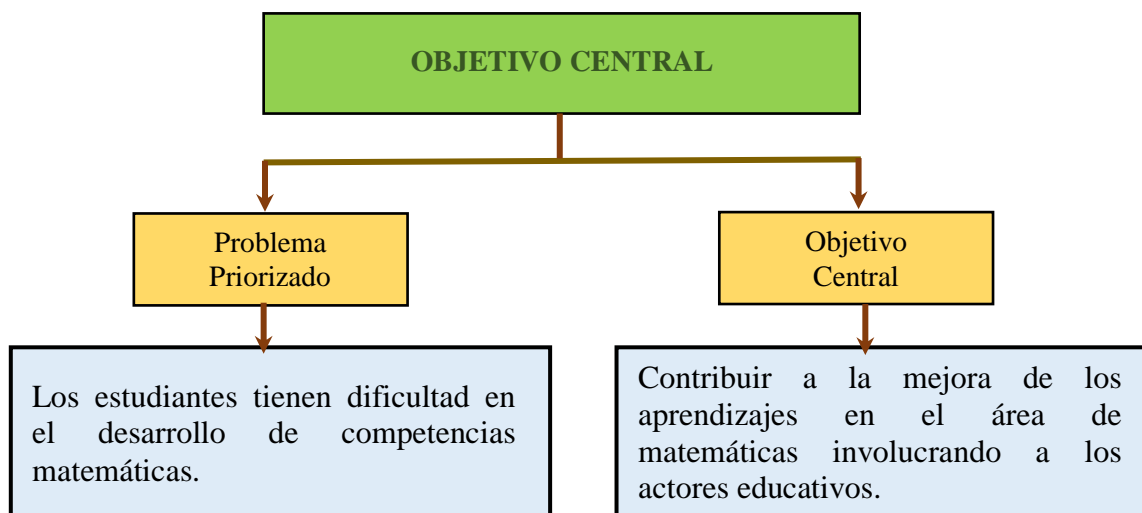 OBJETIVO CENTRAL
Problema
Priorizado
Objetivo
Central
Los estudiantes tienen dificultad en
el desarrollo de competencias
matemáticas.
Contribuir a la mejora de los
aprendizajes en el área de
matemáticas involucrando a los
actores educativos.